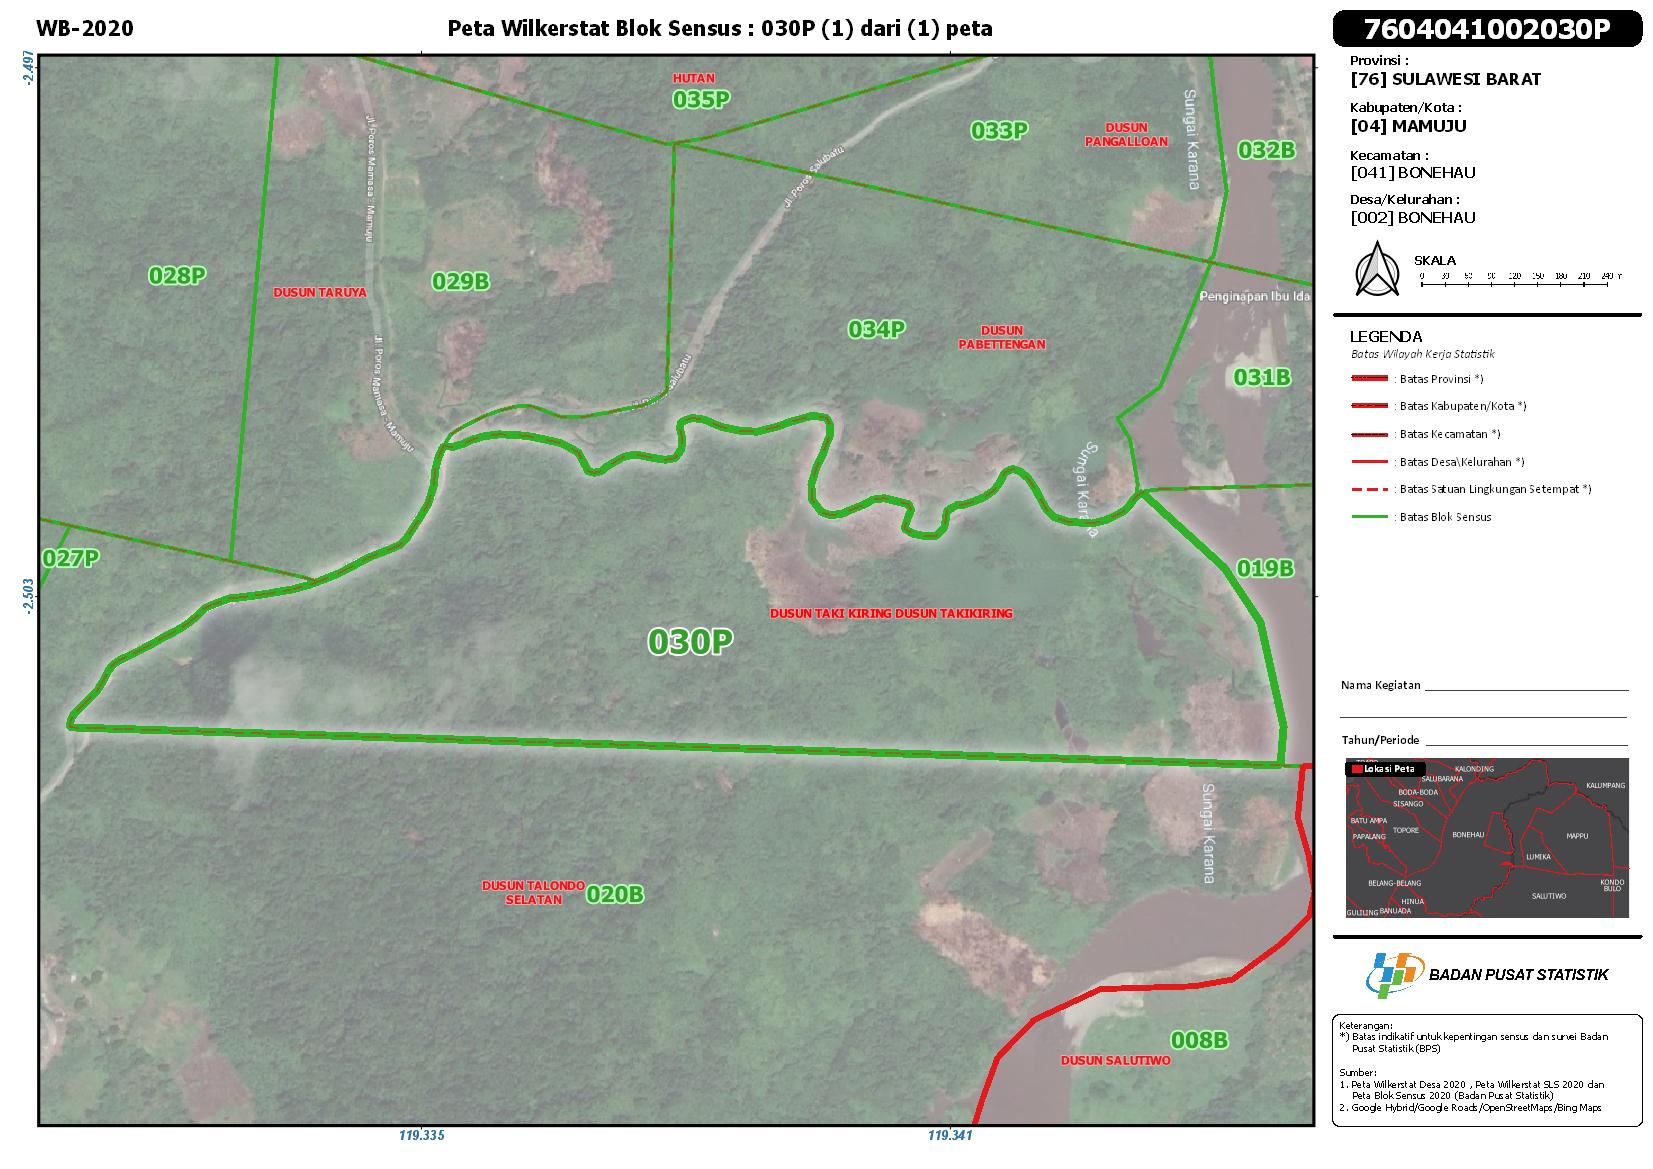 WB-2020
Peta Wilkerstat Blok Sensus : 030P (1) dari (1) peta
7604041002030P
Provinsi :
[76] SULAWESI BARAT
Kabupaten/Kota :
[04] MAMUJU
Kecamatan :
[041] BONEHAU
Desa/Kelurahan :
[002] BONEHAU
SKALA
0 30 60 90 120 150 180 210 240 m
LEGENDA
Batas Wilayah Kerja Statistik
: Batas Provinsi *)
: Batas Kabupaten/Kota *)
: Batas Kecamatan *)
: Batas Desa\Kelurahan *)
: Batas Satuan Lingkungan Setempat *)
: Batas Blok Sensus
Nama Kegiatan
Tahun/Periode
Lokasi Peta
KALONDING
SALUBARANA
KALUMPANG
BODA-BODA
SISANGO
BATU AMPA
TOPORE
PAPALANG
BONEHAU
MAPPU
LUMIKA
BELANG-BELANG
KONDO
BULO
SALUTIWO
HINUA
GULILING
BANUADA
BADAN PUSAT STATISTIK
Keterangan:
*) Batas indikatif untuk kepentingan sensus dan survei Badan
Pusat Statistik (BPS)
Sumber:
1. Peta Wilkerstat Desa 2020 , Peta Wilkerstat SLS 2020 dan
Peta Blok Sensus 2020 (Badan Pusat Statistik)
2. Google Hybrid/Google Roads/OpenStreetMaps/Bing Maps
-2.497
-2.503
119.335
119.341
HUTAN
035P
033P
DUSUN
PANGALLOAN
Sungai Karana
032B
Jl. Poros Mamasa - Mamuju
Jl. Poros Salubatu
028P
DUSUN TARUYA
029B
034P
DUSUN
PABETTENGAN
Penginapan Ibu Ida
031B
Jl. Poros Mamasa - Mamuju
Sungai Karana
027P
019B
DUSUN TAKI KIRING DUSUN TAKIKIRING
030P
Sungai Karana
DUSUN TALONDO
SELATAN
020B
008B
DUSUN SALUTIWO